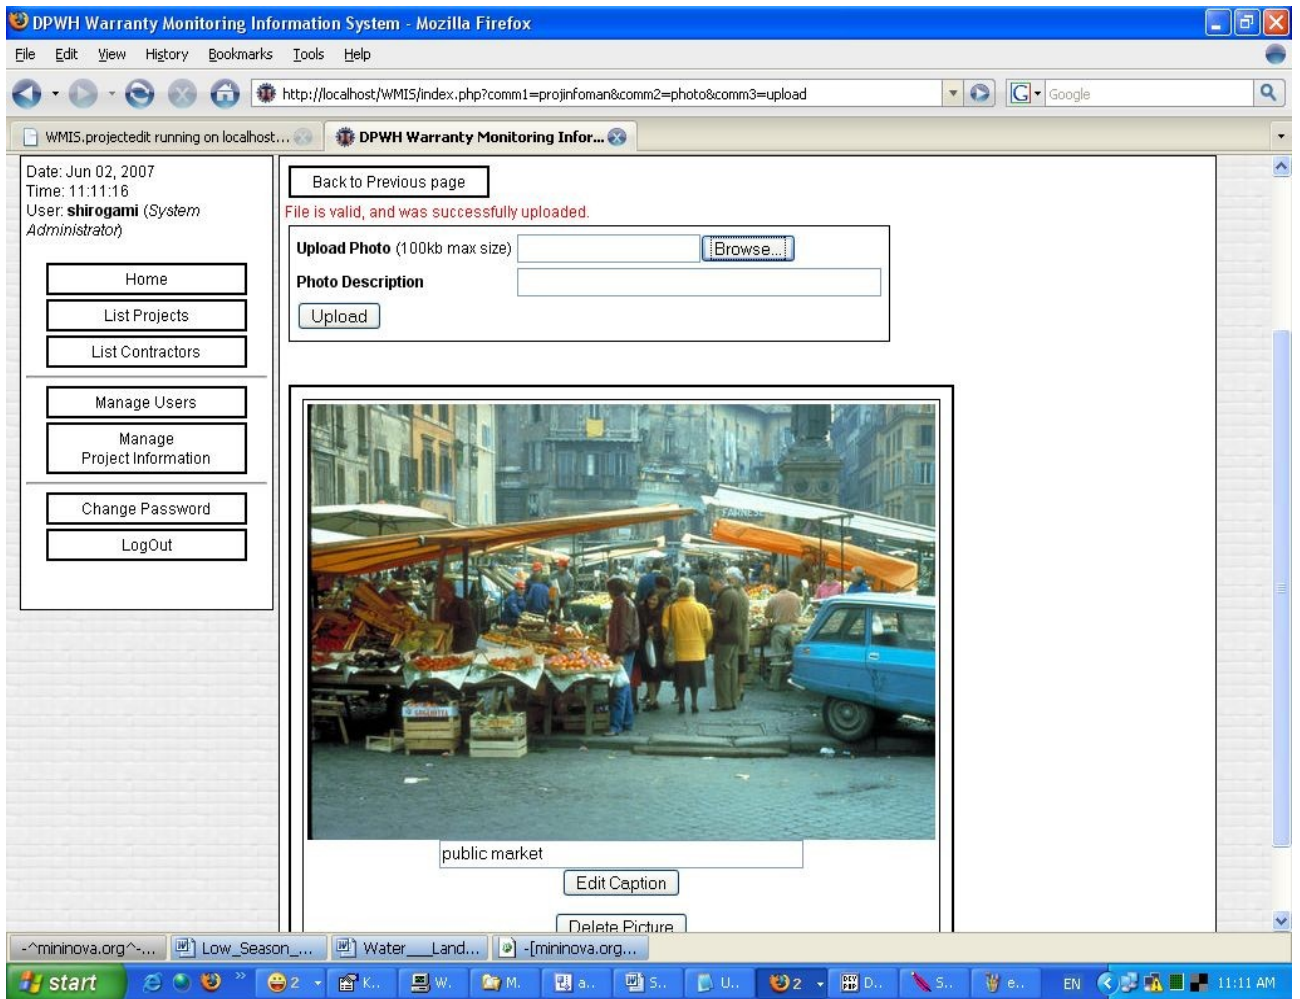 DPWH Warranty Monitoring Information System - Mozilla Firefox
File Edit View History Bookmarks Tools Help
http://localhost/WMIS/index.php?comm1=projinfoman&comm2=photo&comm3=upload
G Google
WMIS.projectedit running on localhost...
DPWH Warranty Monitoring Infor...
Date: Jun 02, 2007
Time: 11:11:16
User: shirogami (System
Administrator)
Home
List Projects
List Contractors
Manage Users
Manage
Project Information
Change Password
LogOut
Back to Previous page
File is valid, and was successfully uploaded.
Upload Photo (100kb max size)
Browse...
Photo Description
Upload
FARNESE
public market
Edit Caption
Delete Picture
-^mininova.org^-...
Low_Season_...
Water___Land...
-[mininova.org...
start
»
2
K..
W.
M.
a..
S..
U..
2
D..
S..
e..
EN
11:11 AM